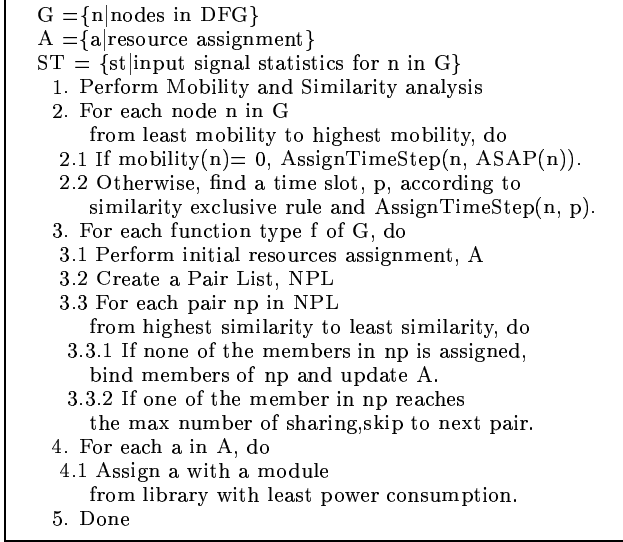 G ={n|nodes in DFG}
A ={a|resource assignment}
ST = {st|input signal statistics for n in G}
1. Perform Mobility and Similarity analysis
2. For each node n in G
from least mobility to highest mobility, do
2.1 If mobility(n)= 0, AssignTimeStep(n, ASAP(n)).
2.2 Otherwise, find a time slot, p, according to
similarity exclusive rule and AssignTimeStep(n, p).
3. For each function type f of G, do
3.1 Perform initial resources assignment, A
3.2 Create a Pair List, NPL
3.3 For each pair np in NPL
from highest similarity to least similarity, do
3.3.1 If none of the members in np is assigned,
bind members of np and update A.
3.3.2 If one of the member in np reaches
the max number of sharing,skip to next pair.
4. For each a in A, do
4.1 Assign a with a module
from library with least power consumption.
5. Done